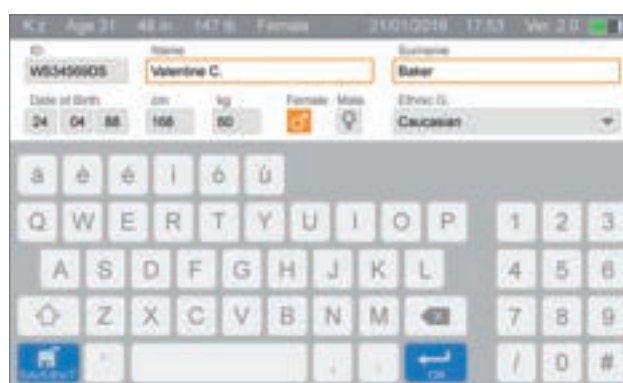 Age 31 48 in 147 lb Female 21/01/2016 17:53 Ver. 2.0
ID Name Surname
WS34569DS Valentine C. Baker
Date of Birth cm kg Female Male Ethnic G.
24 04 88 168 60 Caucasian
à è é ì ò ù
Q W E R T Y U I O P 1 2 3
A S D F G H J K L 4 5 6
Z X C V B N M 7 8 9
' , . OK / 0 #